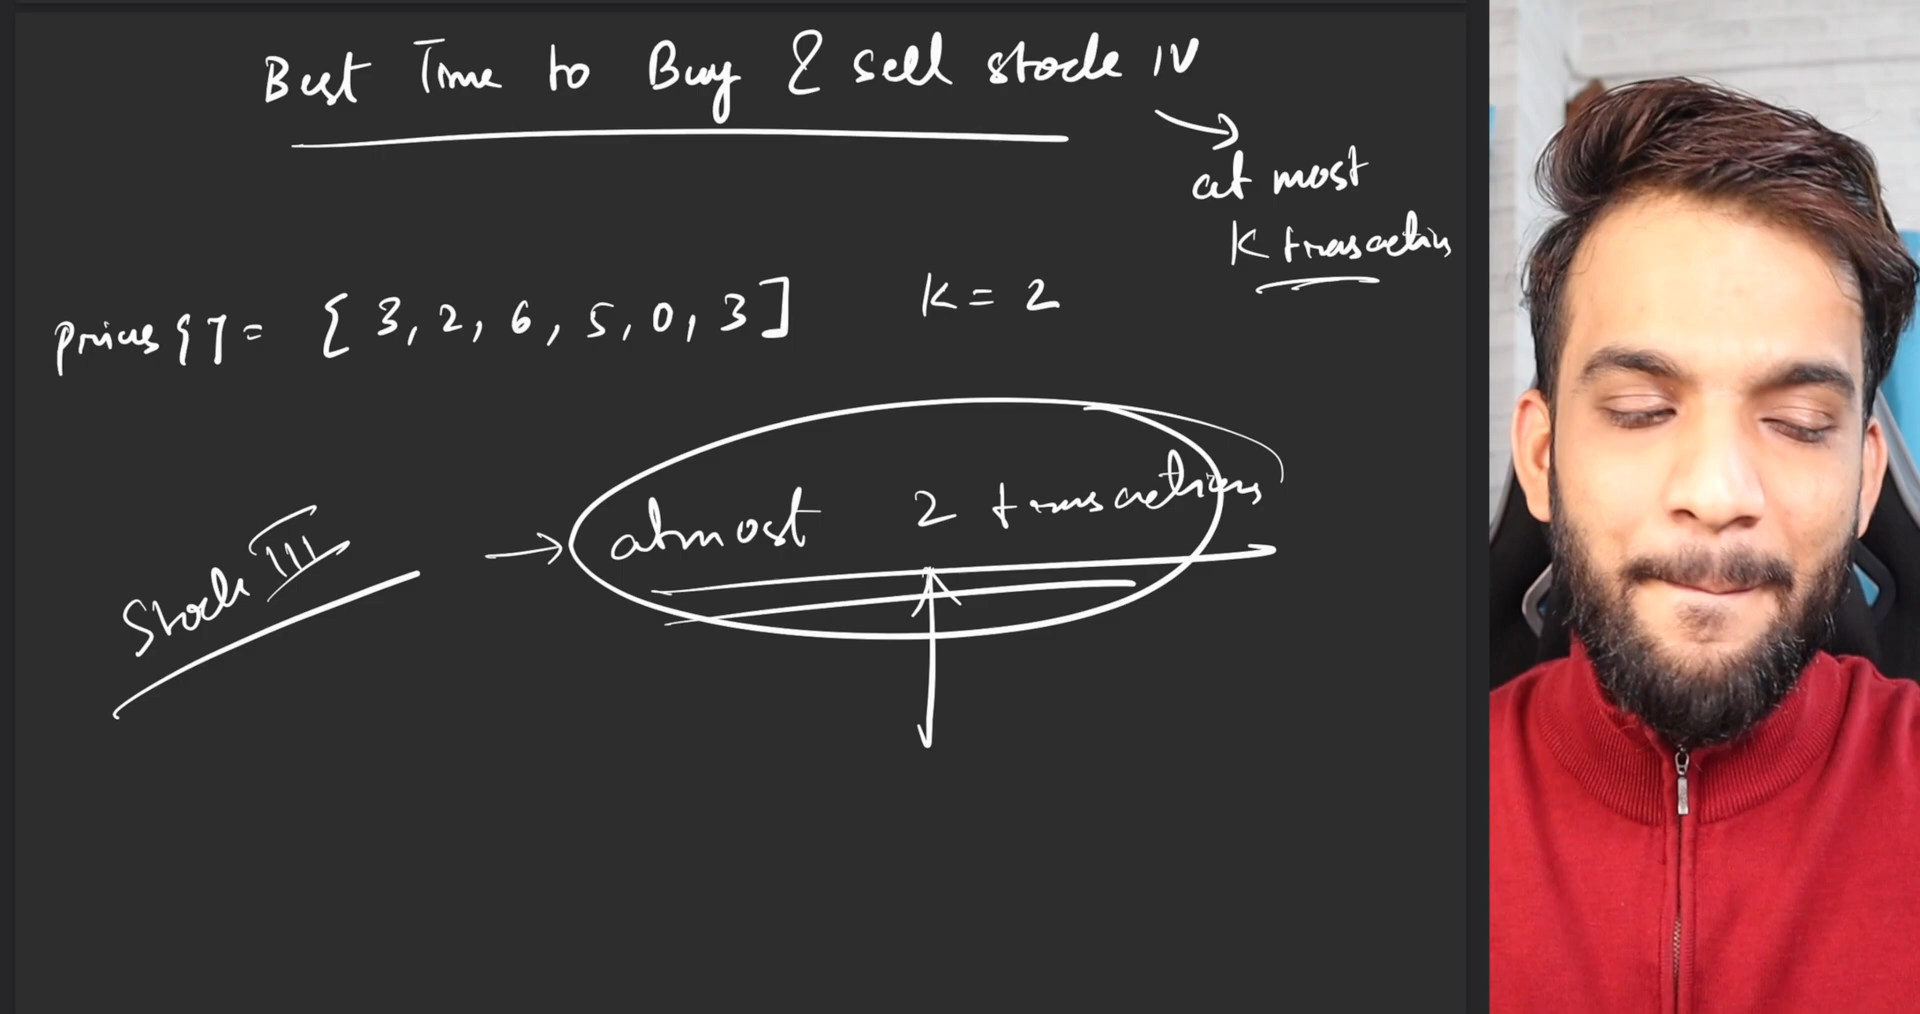 Best Time to Buy & sell stock IV
at most
K transactions
prices [] = [3, 2, 6, 5, 0, 3] K = 2
Stock III → atmost 2 transactions